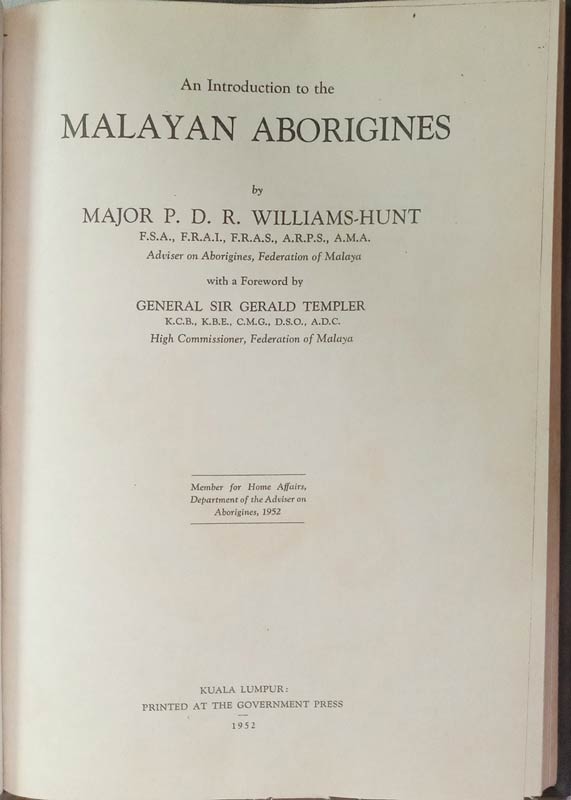 An Introduction to the
MALAYAN ABORIGINES
by
MAJOR P. D. R. WILLIAMS-HUNT
F.S.A., F.R.A.I., F.R.A.S., A.R.P.S., A.M.A.
Adviser on Aborigines, Federation of Malaya
with a Foreword by
GENERAL SIR GERALD TEMPLER
K.C.B., K.B.E., C.M.G., D.S.O., A.D.C.
High Commissioner, Federation of Malaya
Member for Home Affairs,
Department of the Adviser on
Aborigines, 1952
KUALA LUMPUR:
PRINTED AT THE GOVERNMENT PRESS
1952